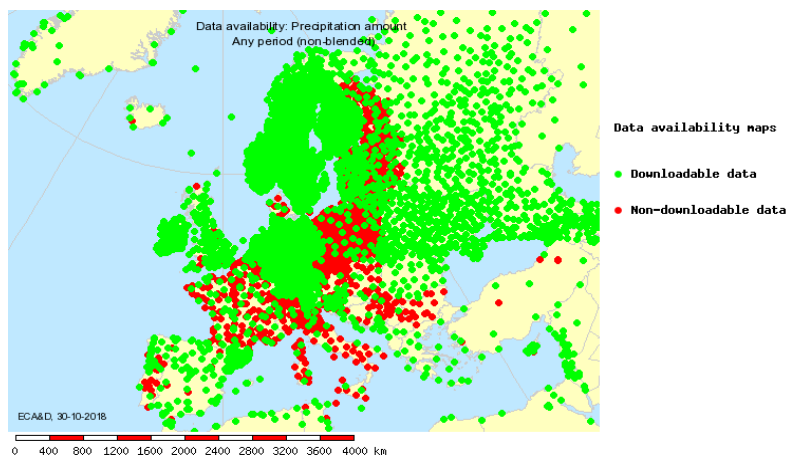 Data availability: Precipitation amount
Any period (non-blended)
Data availability maps
Downloadable data
Non-downloadable data
ECA&D, 30-10-2018
0 400 800 1200 1600 2000 2400 2800 3200 3600 4000 km